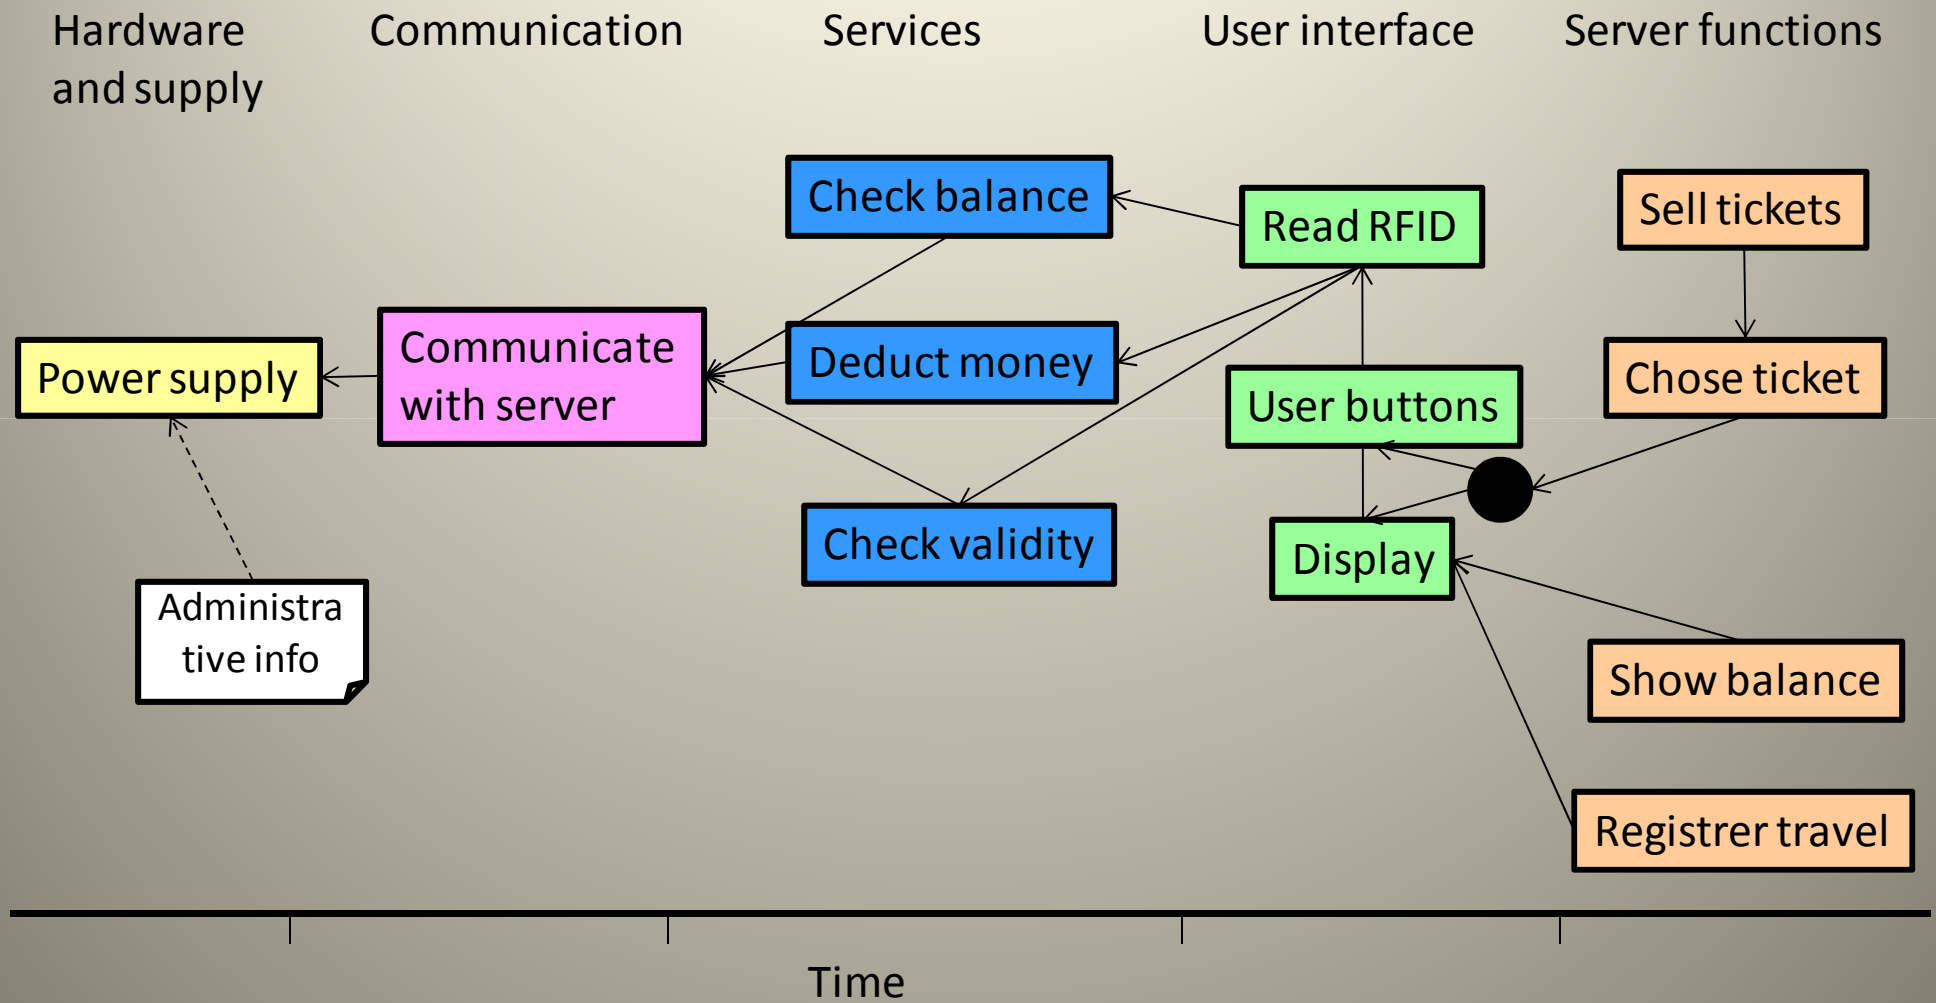 Hardware
and supply
Communication
Services
User interface
Server functions
Check balance
Read RFID
Sell tickets
Power supply
Communicate
with server
Deduct money
User buttons
Chose ticket
Check validity
Display
Administra
tive info
Show balance
Registrer travel
Time